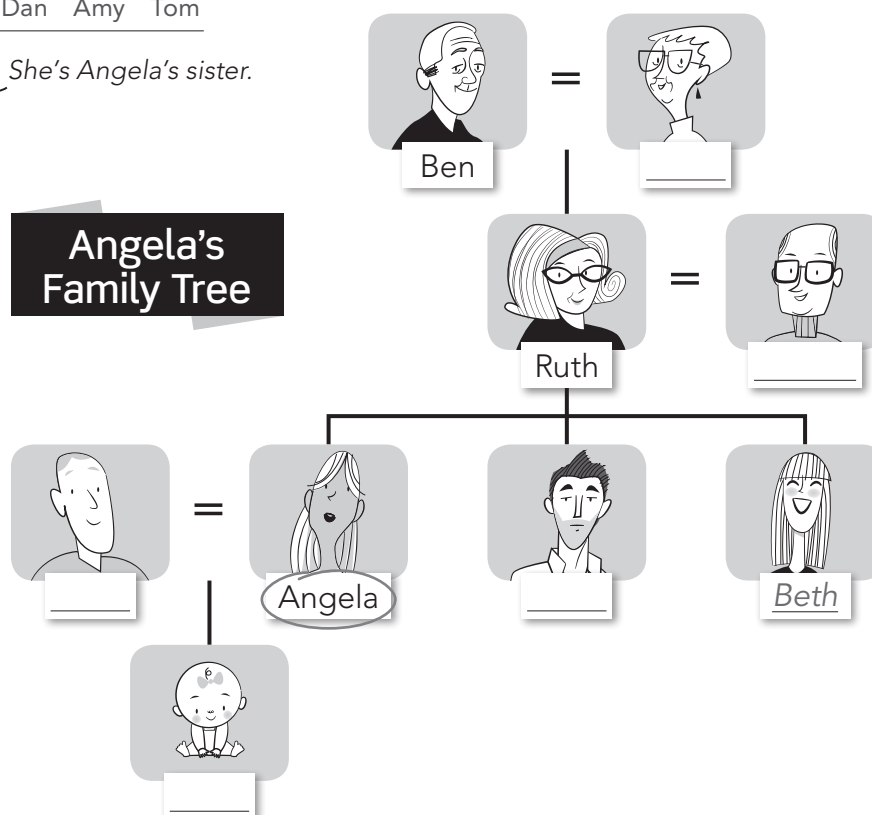 Dan Amy Tom
She's Angela's sister.
Angela's
Family Tree
Ben
Ruth
Angela
Beth